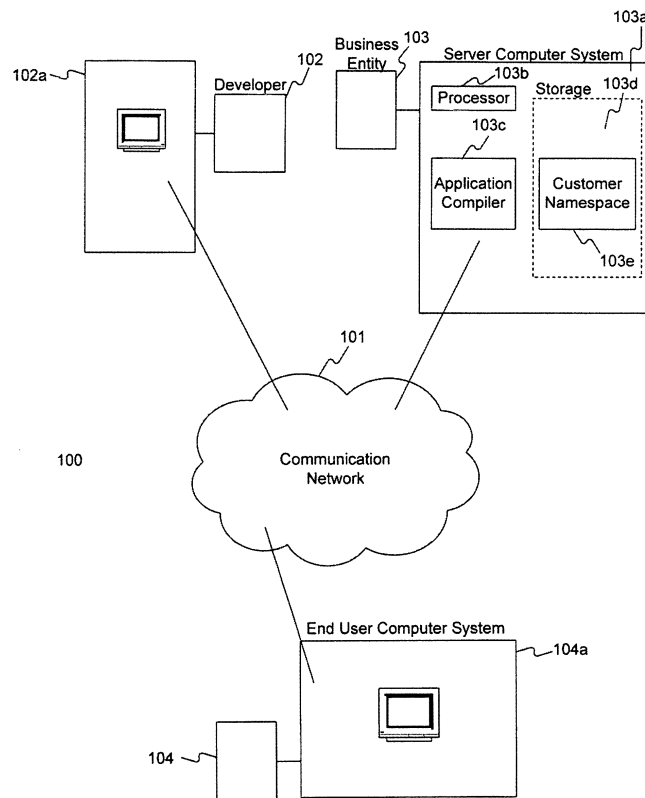 103a
102a
Developer
102
Business
Entity
103
Server Computer System
103b
Processor
Storage
103d
103c
Application
Compiler
Customer
Namespace
103e
101
Communication
Network
100
End User Computer System
104a
104